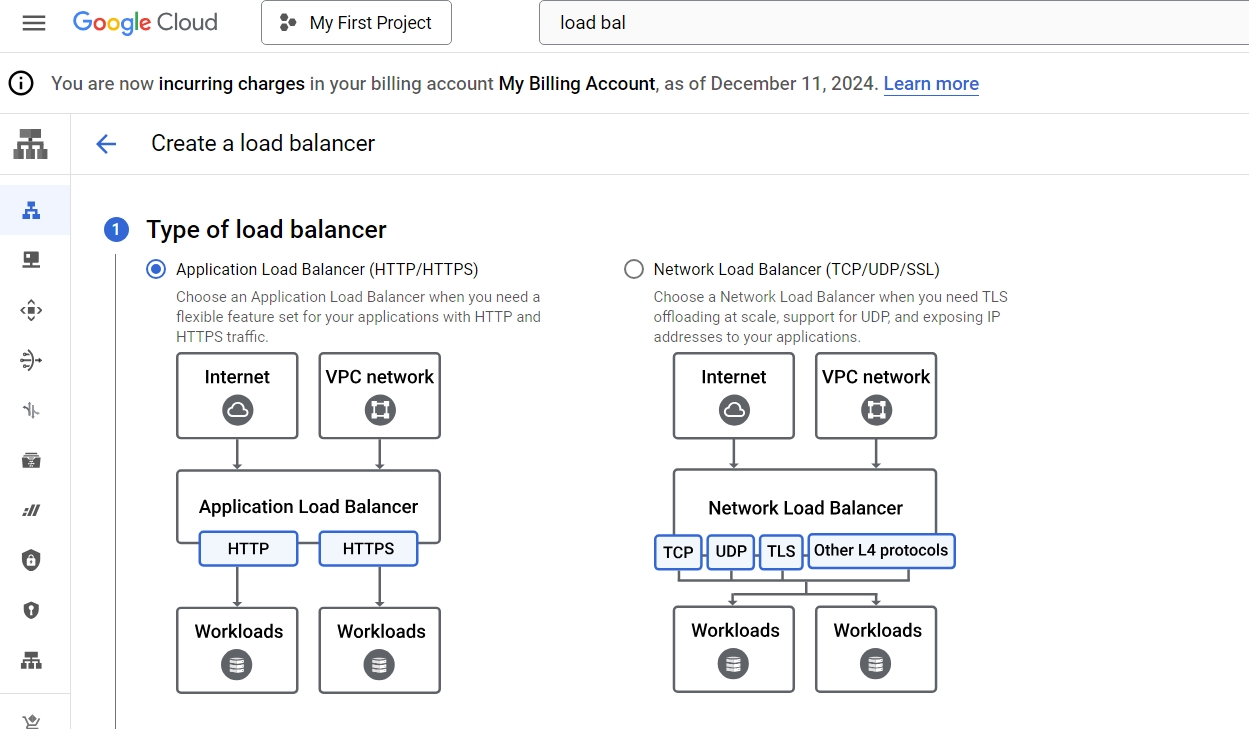 Google Cloud
My First Project
load bal
You are now incurring charges in your billing account My Billing Account, as of December 11, 2024. Learn more
Create a load balancer
1 Type of load balancer
Application Load Balancer (HTTP/HTTPS)
Choose an Application Load Balancer when you need a
flexible feature set for your applications with HTTP and
HTTPS traffic.
Internet
VPC network
Application Load Balancer
HTTP
HTTPS
Workloads
Workloads
Network Load Balancer (TCP/UDP/SSL)
Choose a Network Load Balancer when you need TLS
offloading at scale, support for UDP, and exposing IP
addresses to your applications.
Internet
VPC network
Network Load Balancer
TCP
UDP
TLS
Other L4 protocols
Workloads
Workloads